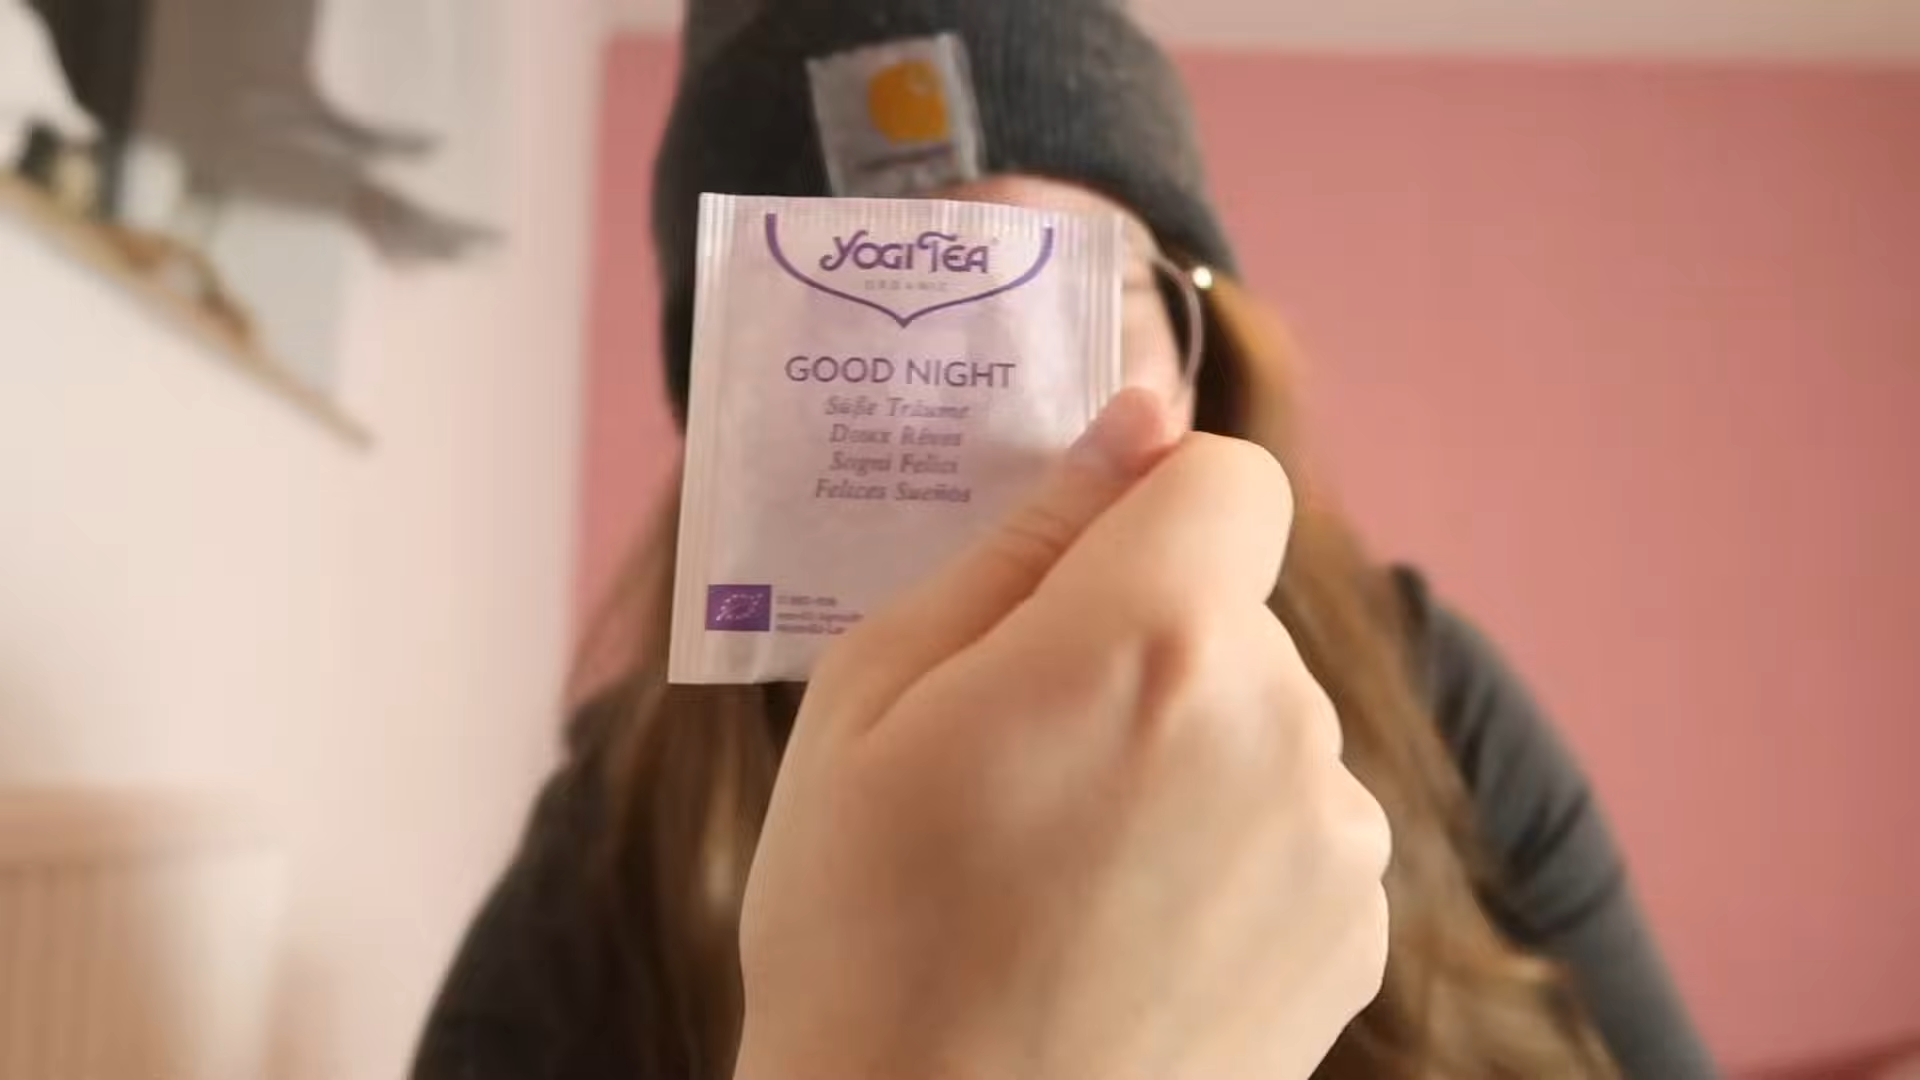 YOGI TEA
ORGANIC
GOOD NIGHT
Süße Träume
Doux Rêves
Sogni Felici
Felices Sueños